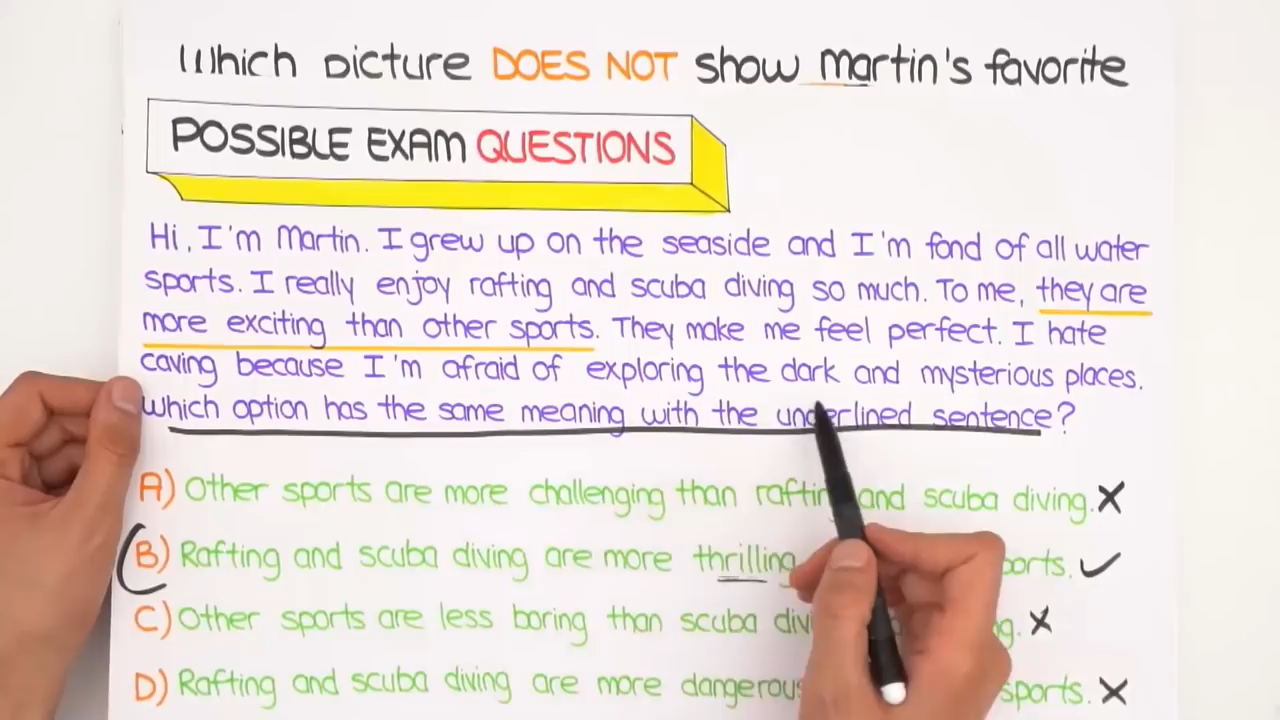 Which picture DOES NOT show martin's favorite
POSSIBLE EXAM QUESTIONS
Hi, I'm Martin. I grew up on the seaside and I'm fond of all water
sports. I really enjoy rafting and scuba diving so much. To me, they are
more exciting than other sports. They make me feel perfect. I hate
caving because I'm afraid of exploring the dark and mysterious places.
Which option has the same meaning with the underlined sentence?
A) Other sports are more challenging than rafting and scuba diving.
B) Rafting and scuba diving are more thrilling
C) Other sports are less boring than scuba
D) Rafting and scuba diving are more dangerous sports.